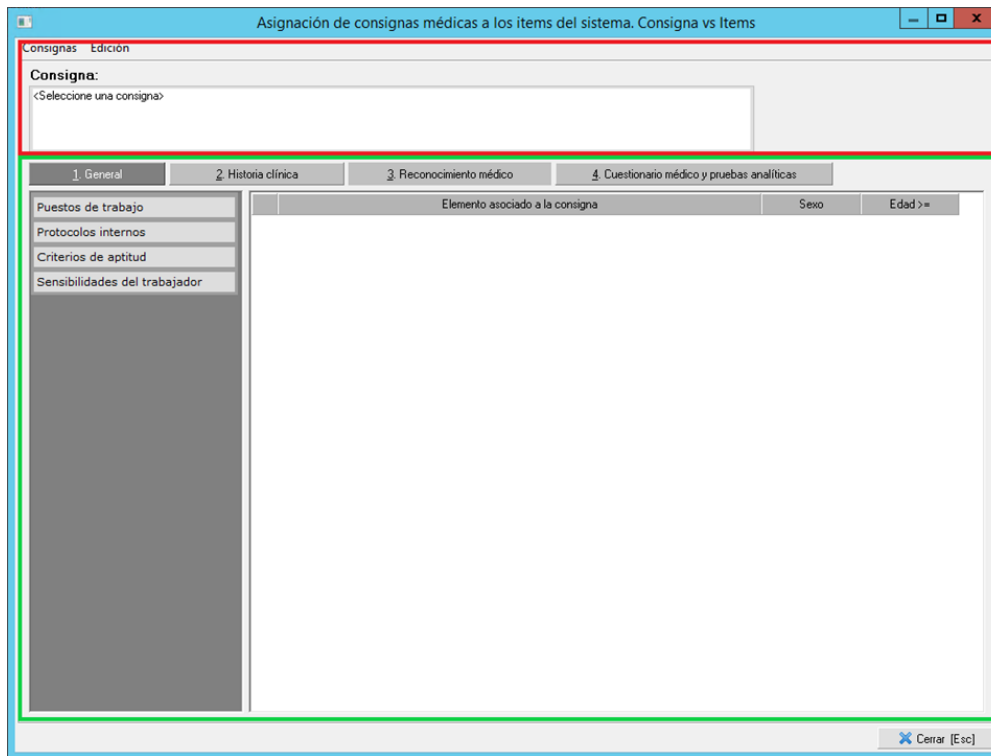 Asignación de consignas médicas a los items del sistema. Consigna vs Items
Consignas Edición
Consigna:
<Seleccione una consigna>
1. General 2. Historia clínica 3. Reconocimiento médico 4. Cuestionario médico y pruebas analíticas
Puestos de trabajo
Protocolos internos
Criterios de aptitud
Sensibilidades del trabajador
Elemento asociado a la consigna Sexo Edad >=
Cerrar [Esc]